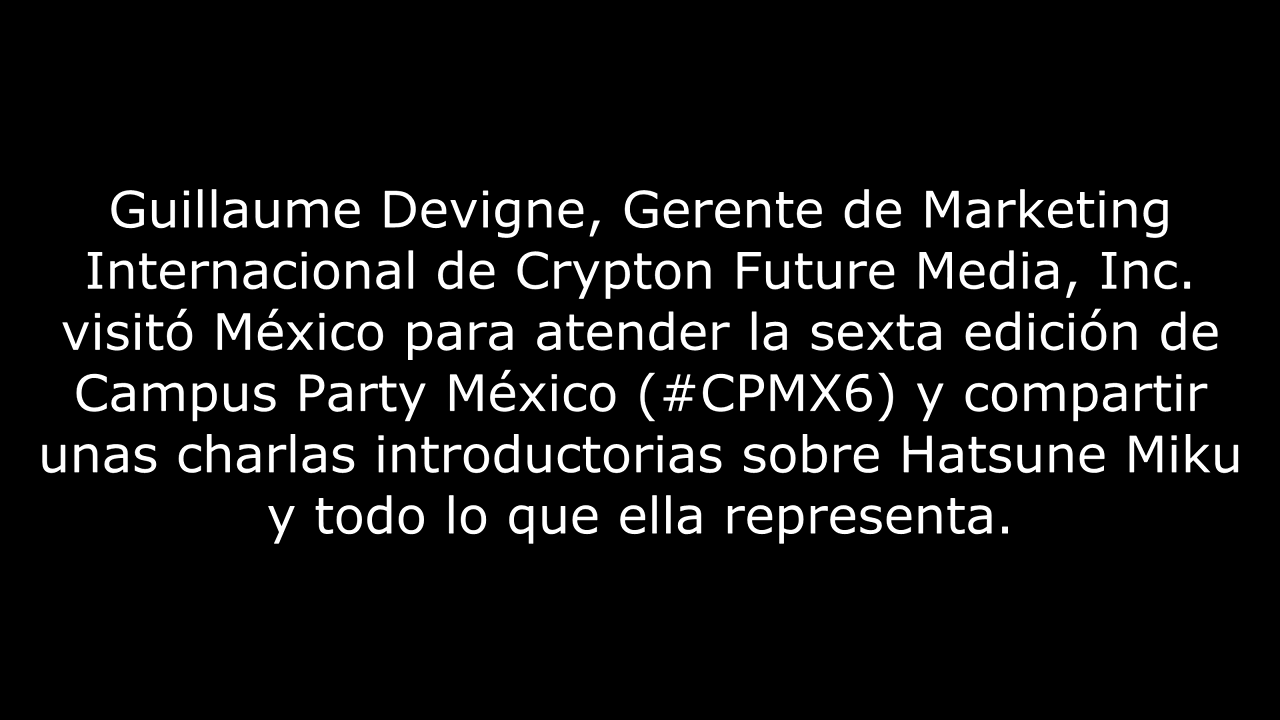 Guillaume Devigne, Gerente de Marketing
Internacional de Crypton Future Media, Inc.
visitó México para atender la sexta edición de
Campus Party México (#CPMX6) y compartir
unas charlas introductorias sobre Hatsune Miku
y todo lo que ella representa.